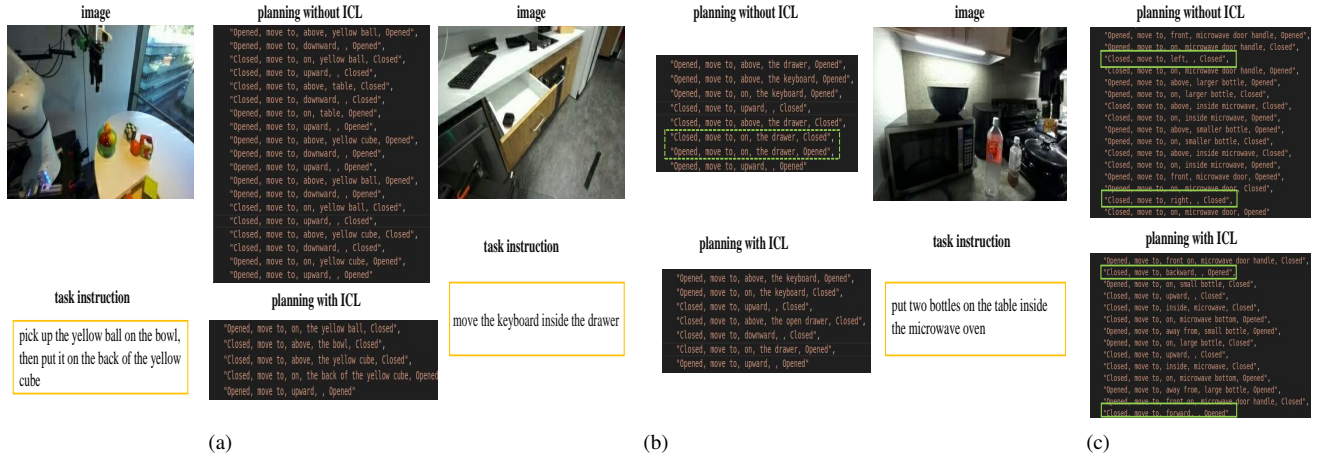 image
planning without ICL
"Opened, move to, above, yellow ball, Opened",
"Opened, move to, downward, , Opened",
"Closed, move to, on, yellow ball, Closed",
"Closed, move to, upward, , Closed",
"Closed, move to, above, table, Closed",
"Closed, move to, downward, , Closed",
"Opened, move to, on, table, Opened",
"Opened, move to, upward, , Opened",
"Opened, move to, above, yellow cube, Opened",
"Opened, move to, downward, , Opened",
"Closed, move to, on, yellow cube, Closed",
"Closed, move to, upward, , Closed",
"Opened, move to, above, yellow ball, Opened",
"Opened, move to, downward, , Opened",
"Closed, move to, on, yellow ball, Closed",
"Closed, move to, upward, , Closed",
"Closed, move to, above, yellow cube, Closed",
"Closed, move to, downward, , Closed",
"Opened, move to, on, yellow cube, Opened",
"Opened, move to, upward, , Opened"
task instruction
pick up the yellow ball on the bowl,
then put it on the back of the yellow
cube
planning with ICL
"Opened, move to, on, the yellow ball, Closed",
"Closed, move to, above, the bowl, Closed",
"Closed, move to, above, the yellow cube, Closed",
"Closed, move to, on, the back of the yellow cube, Opened
"Opened, move to, upward, , Opened"
(a)
image
planning without ICL
"Opened, move to, above, the drawer, Opened",
"Opened, move to, above, the keyboard, Opened",
"Opened, move to, on, the keyboard, Closed",
"Closed, move to, upward, , Closed",
"Closed, move to, above, the drawer, Closed",
"Closed, move to, on, the drawer, Closed",
"Opened, move to, on, the drawer, Opened",
"Opened, move to, upward, , Opened"
task instruction
move the keyboard inside the drawer
planning with ICL
"Opened, move to, above, the keyboard, Opened",
"Opened, move to, on, the keyboard, Closed",
"Closed, move to, upward, , Closed",
"Closed, move to, above, the open drawer, Closed",
"Closed, move to, downward, , Closed",
"Closed, move to, on, the drawer, Opened",
"Opened, move to, upward, , Opened"
(b)
image
planning without ICL
"Opened, move to, front, microwave door handle, Opened",
"Opened, move to, on, microwave door handle, Closed",
"Closed, move to, left, , Closed",
"Closed, move to, on, microwave door handle, Opened",
"Opened, move to, above, larger bottle, Opened",
"Opened, move to, on, larger bottle, Closed",
"Closed, move to, above, inside microwave, Closed",
"Closed, move to, on, inside microwave, Opened",
"Opened, move to, above, smaller bottle, Opened",
"Opened, move to, on, smaller bottle, Closed",
"Closed, move to, above, inside microwave, Closed",
"Closed, move to, on, inside microwave, Opened",
"Opened, move to, front, microwave door, Opened",
"Opened, move to, on, microwave door, Closed",
"Closed, move to, right, , Closed",
"Closed, move to, on, microwave door, Opened"
task instruction
put two bottles on the table inside
the microwave oven
planning with ICL
"Opened, move to, front on, microwave door handle, Closed",
"Closed, move to, backward, , Opened",
"Opened, move to, on, small bottle, Closed",
"Closed, move to, upward, , Closed",
"Closed, move to, inside, microwave, Closed",
"Closed, move to, on, microwave bottom, Opened",
"Opened, move to, away from, small bottle, Opened",
"Opened, move to, on, large bottle, Closed",
"Closed, move to, upward, , Closed",
"Closed, move to, inside, microwave, Closed",
"Closed, move to, on, microwave bottom, Opened",
"Opened, move to, away from, large bottle, Opened",
"Opened, move to, front on, microwave door handle, Closed",
"Closed, move to, forward, , Opened"
(c)